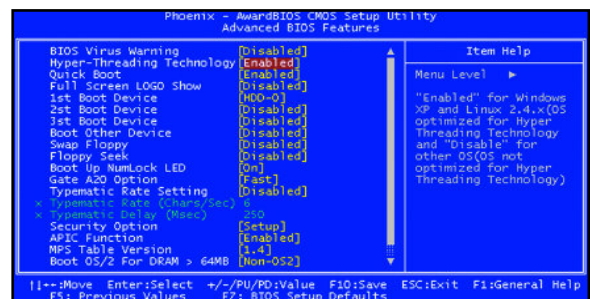 Phoenix - AwardBIOS CMOS Setup Utility
Advanced BIOS Features
BIOS Virus Warning [Disabled]
Hyper-Threading Technology [Enabled]
Quick Boot [Enabled]
Full Screen LOGO Show [Disabled]
1st Boot Device [HDD-0]
2st Boot Device [Disabled]
3st Boot Device [Disabled]
Boot Other Device [Disabled]
Swap Floppy [Disabled]
Floppy Seek [Disabled]
Boot Up NumLock LED [On]
Gate A20 Option [Fast]
Typematic Rate Setting [Disabled]
x Typematic Rate (Chars/Sec) 6
x Typematic Delay (Msec) 250
Security Option [Setup]
APIC Function [Enabled]
MPS Table Version [1.4]
Boot OS/2 For DRAM > 64MB [Non-OS2]
Item Help
Menu Level ►
"Enabled" for Windows
XP and Linux 2.4.x(OS
optimized for Hyper
Threading Technology
and "Disable" for
other OS(OS not
optimized for Hyper
Threading Technology)
↑↓←→:Move Enter:Select +/-/PU/PD:Value F10:Save ESC:Exit F1:General Help
F5: Previous Values F7: BIOS Setup Defaults